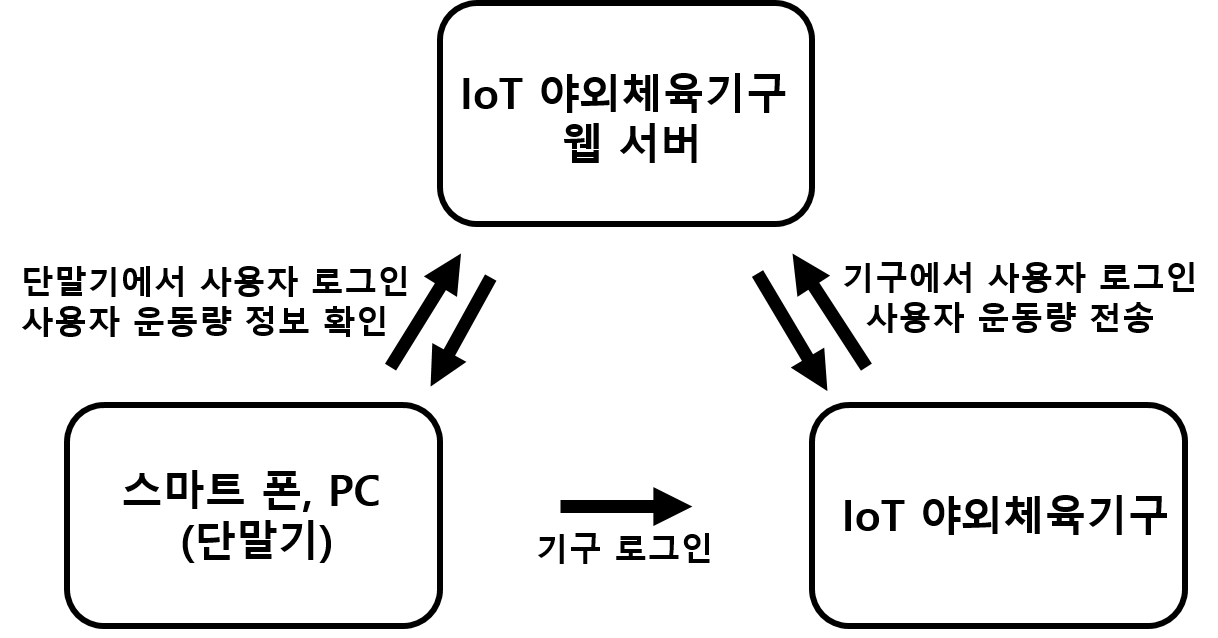 IoT 야외체육기구
웹 서버
단말기에서 사용자 로그인
사용자 운동량 정보 확인
기구에서 사용자 로그인
사용자 운동량 전송
스마트 폰, PC
(단말기)
기구 로그인
IoT 야외체육기구